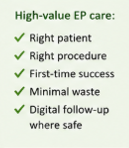 High-value EP care:
✓ Right patient
✓ Right procedure
✓ First-time success
✓ Minimal waste
✓ Digital follow-up
where safe